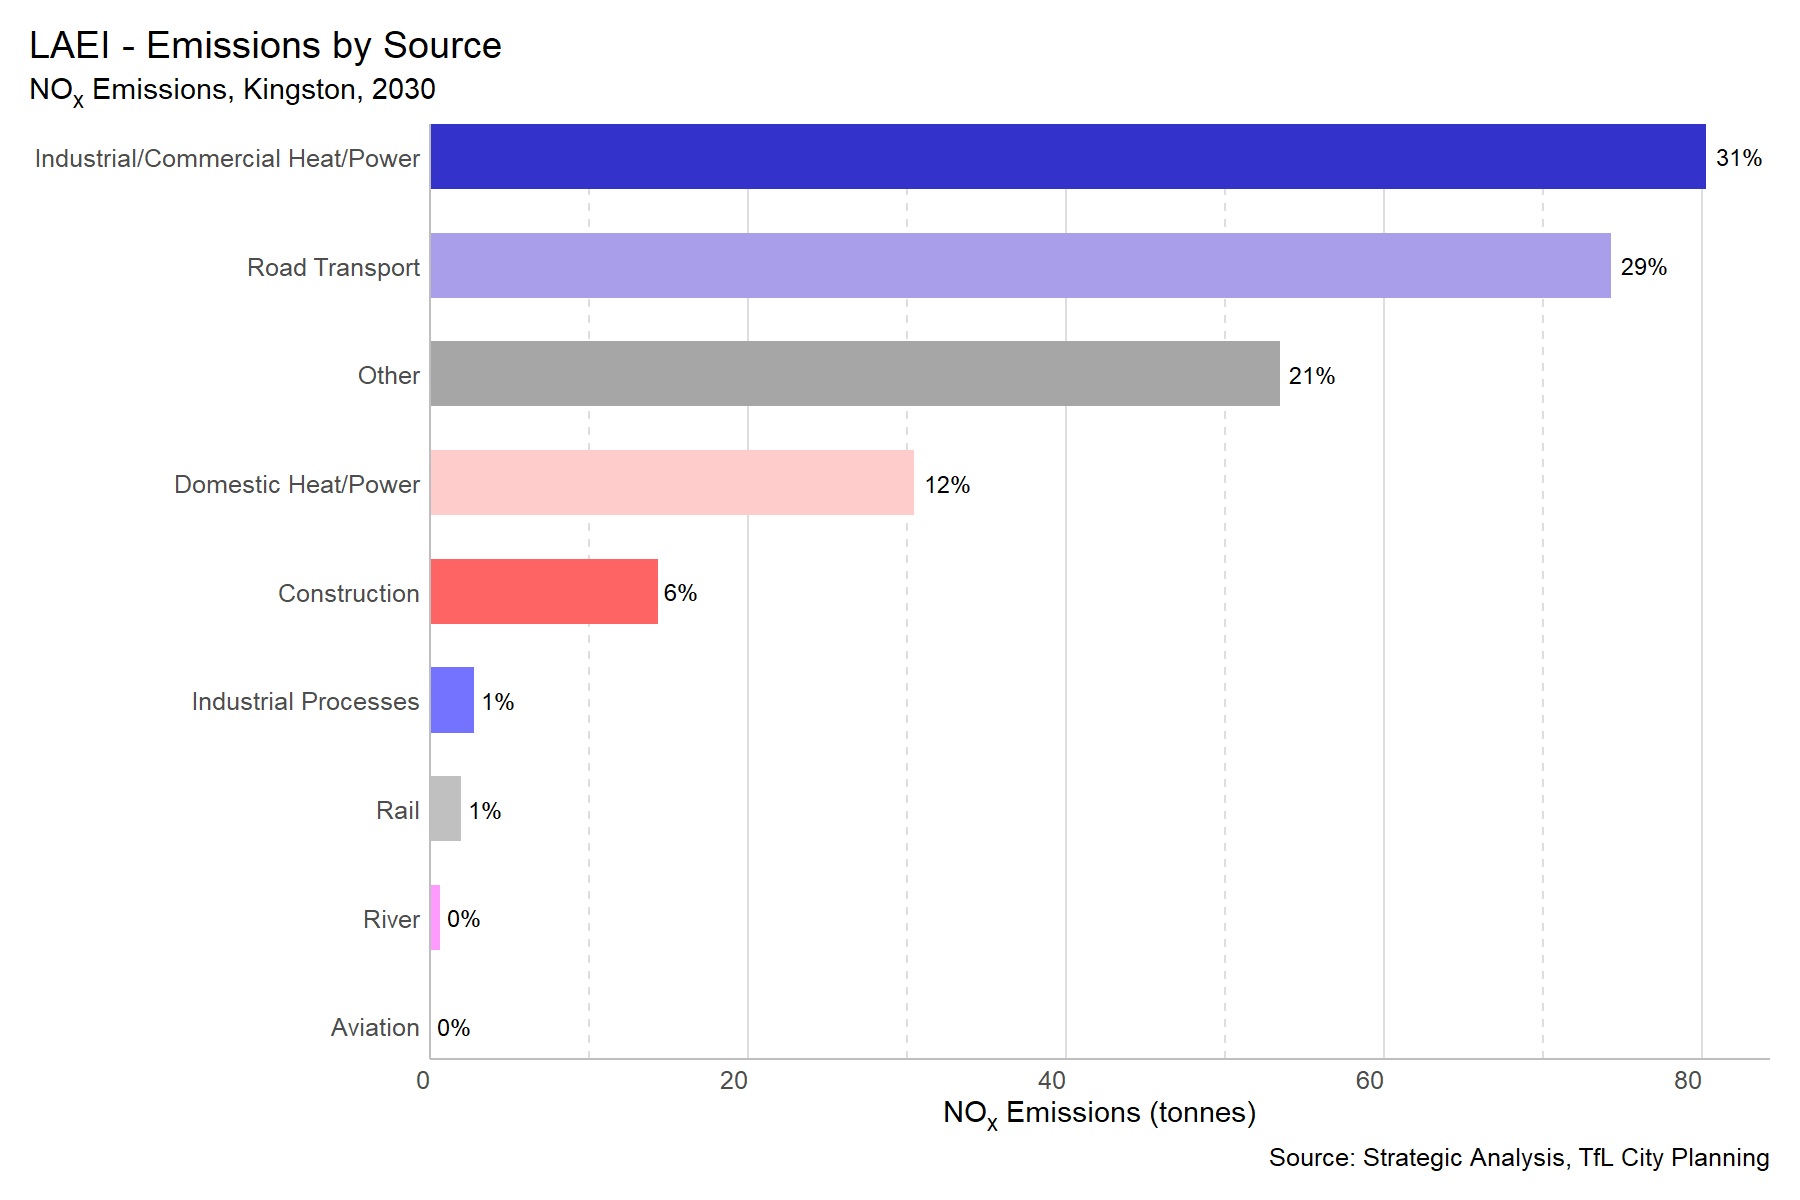 LAEI - Emissions by Source
NOx Emissions, Kingston, 2030
Industrial/Commercial Heat/Power 31%
Road Transport 29%
Other 21%
Domestic Heat/Power 12%
Construction 6%
Industrial Processes 1%
Rail 1%
River 0%
Aviation 0%
0 20 40 60 80
NOx Emissions (tonnes)
Source: Strategic Analysis, TfL City Planning